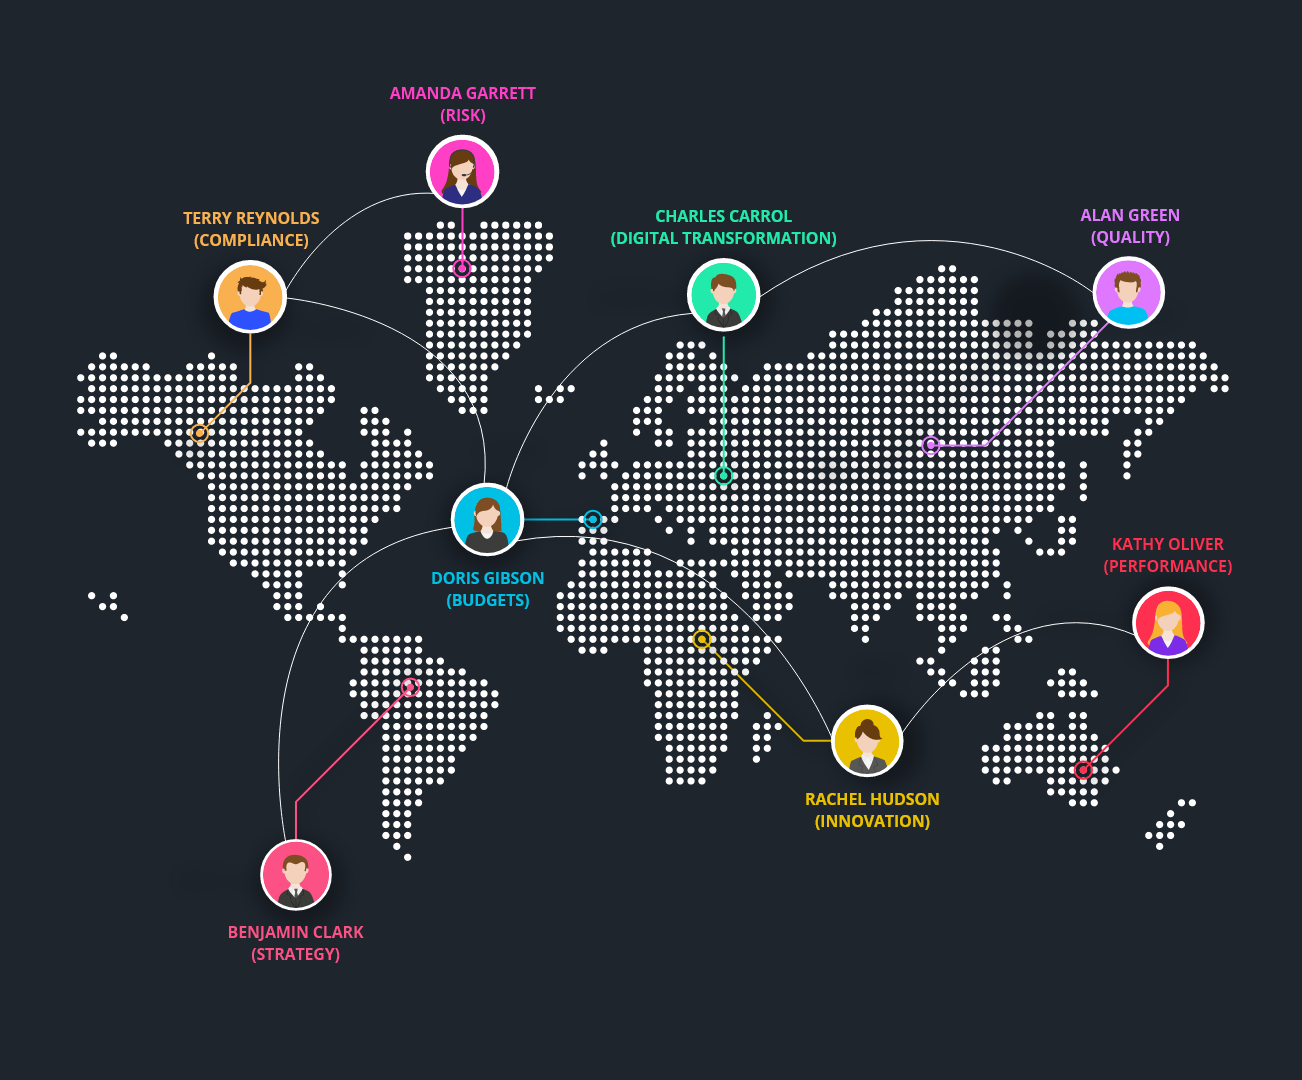 AMANDA GARRETT
(RISK)
TERRY REYNOLDS
(COMPLIANCE)
CHARLES CARROL
(DIGITAL TRANSFORMATION)
ALAN GREEN
(QUALITY)
DORIS GIBSON
(BUDGETS)
KATHY OLIVER
(PERFORMANCE)
RACHEL HUDSON
(INNOVATION)
BENJAMIN CLARK
(STRATEGY)